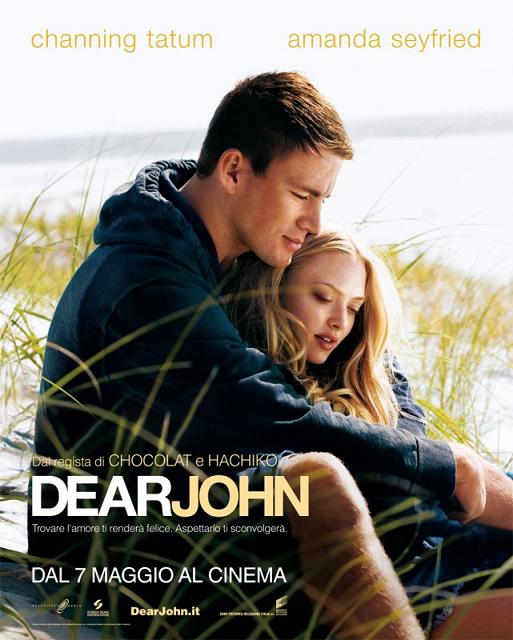 channing tatum amanda seyfried
Dal regista di CHOCOLAT e HACHIKO
DEARJOHN
Trovare l'amore ti renderà felice. Aspettarlo ti sconvolgerà.
DAL 7 MAGGIO AL CINEMA
DearJohn.it